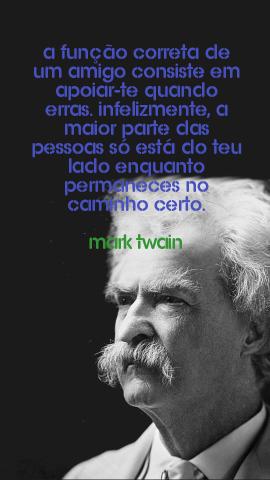 a função correta de
um amigo consiste em
apoiar-te quando
erras. infelizmente, a
maior parte das
pessoas só está do teu
lado enquanto
permaneces no
caminho certo.
mark twain